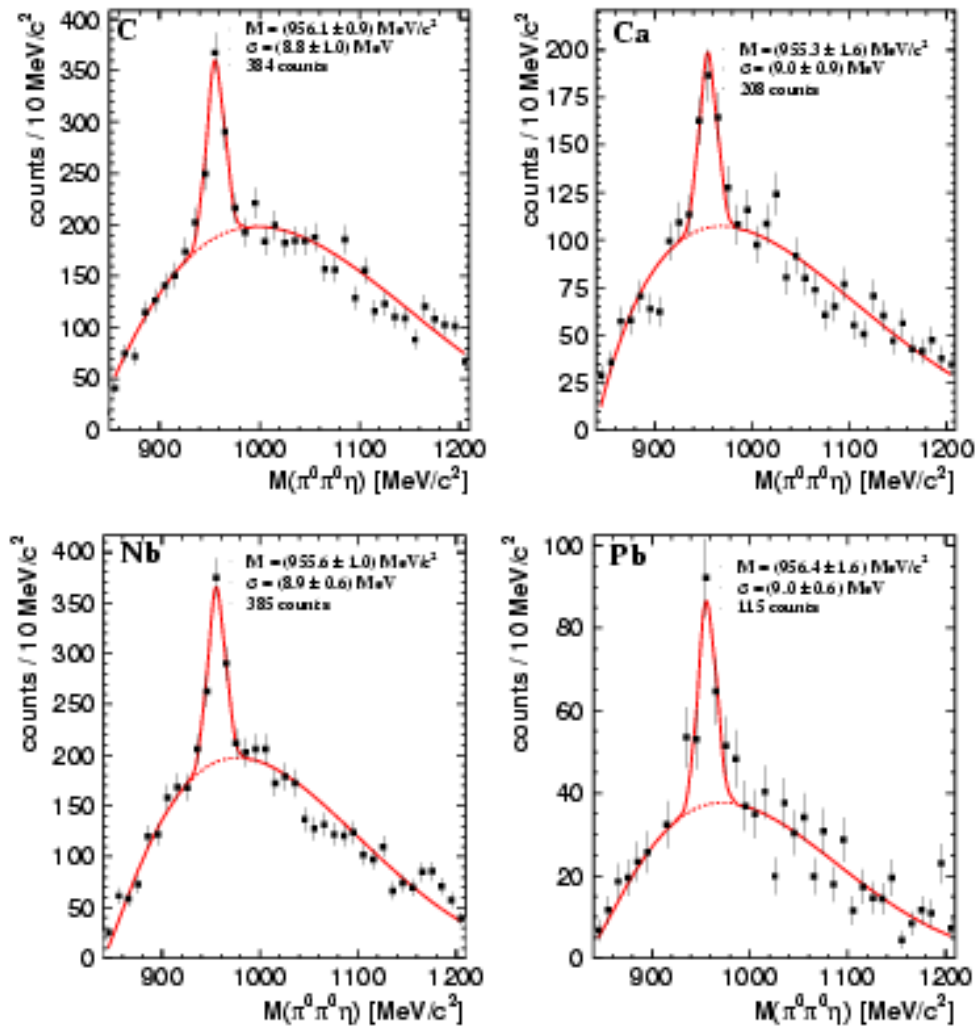 C
M = (956.1 ± 0.9) MeV/c²
σ = (8.8 ± 1.0) MeV
384 counts
counts / 10 MeV/c²
400
350
300
250
200
150
100
50
0
900 1000 1100 1200
M(π⁰π⁰η) [MeV/c²]
Ca
M = (955.3 ± 1.6) MeV/c²
σ = (9.0 ± 0.9) MeV
208 counts
counts / 10 MeV/c²
200
175
150
125
100
75
50
25
0
900 1000 1100 1200
M(π⁰π⁰η) [MeV/c²]
Nb
M = (955.6 ± 1.0) MeV/c²
σ = (8.9 ± 0.6) MeV
385 counts
counts / 10 MeV/c²
400
350
300
250
200
150
100
50
0
900 1000 1100 1200
M(π⁰π⁰η) [MeV/c²]
Pb
M = (956.4 ± 1.6) MeV/c²
σ = (9.0 ± 0.6) MeV
115 counts
counts / 10 MeV/c²
100
80
60
40
20
0
900 1000 1100 1200
M(π⁰π⁰η) [MeV/c²]